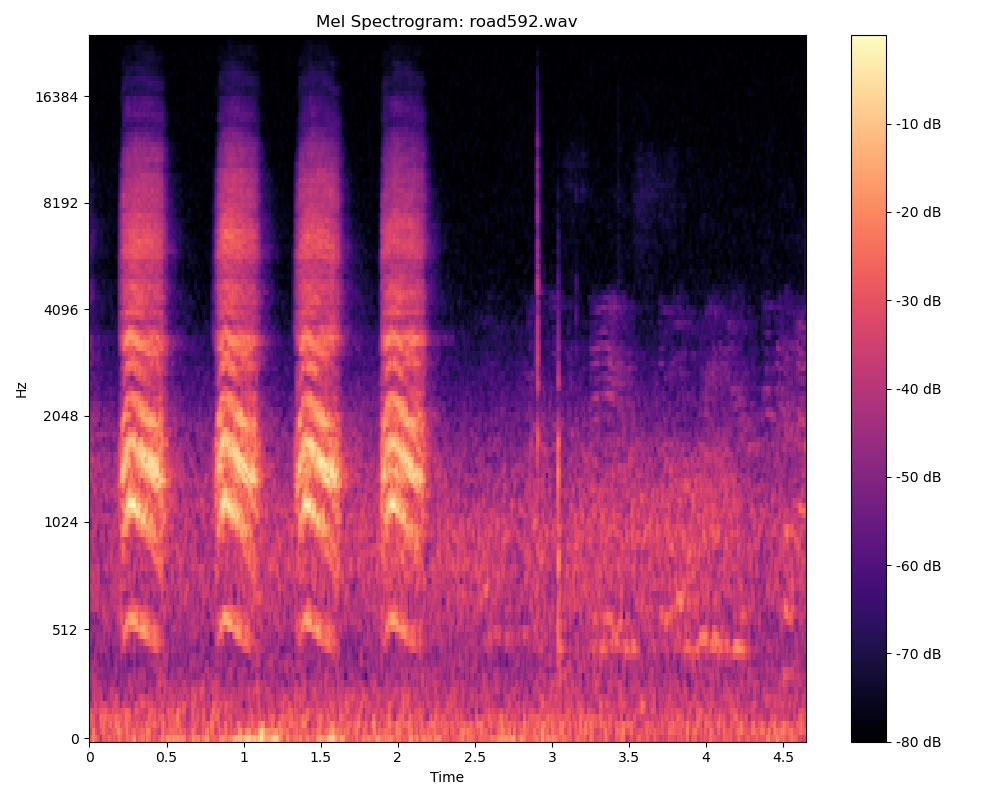 Mel Spectrogram: road592.wav
16384
8192
4096
2048
1024
512
0
Hz
0 0.5 1 1.5 2 2.5 3 3.5 4 4.5
Time
-10 dB
-20 dB
-30 dB
-40 dB
-50 dB
-60 dB
-70 dB
-80 dB